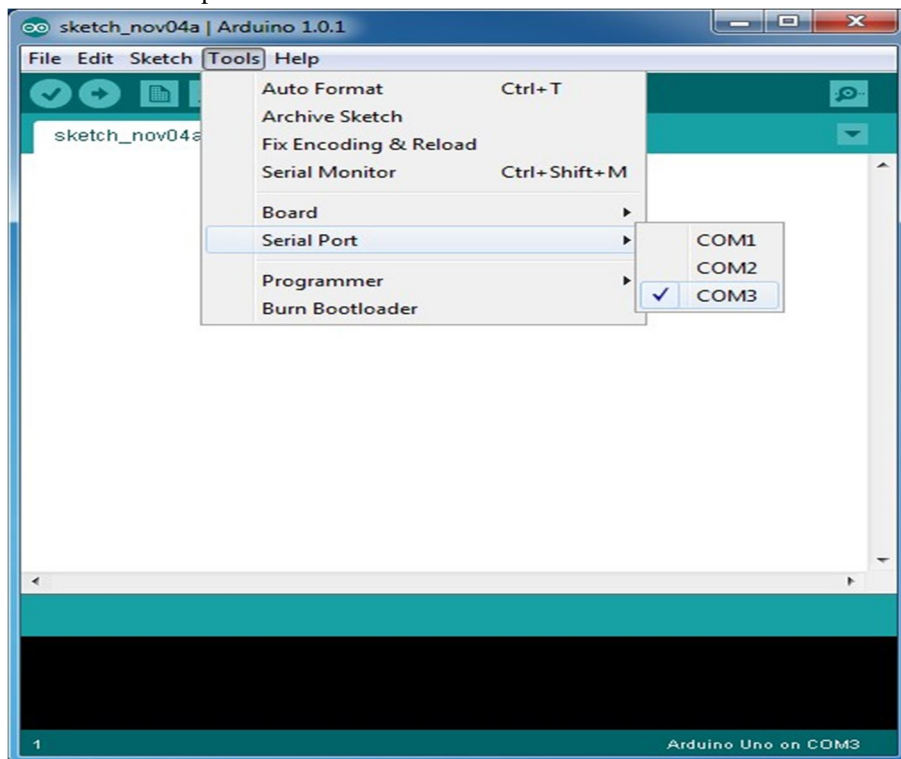 sketch_nov04a | Arduino 1.0.1
File Edit Sketch Tools Help
Auto Format Ctrl+T
Archive Sketch
sketch_nov04a
Fix Encoding & Reload
Serial Monitor Ctrl+Shift+M
Board
Serial Port
COM1
COM2
Programmer
COM3
Burn Bootloader
1
Arduino Uno on COM3